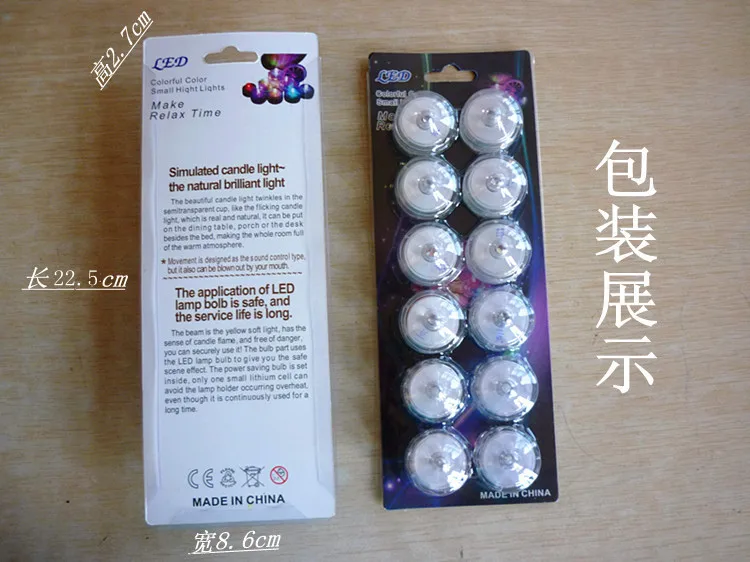 高2.7cm
LED
Colorful Color
Small Hight Lights
Make
Relax Time
Simulated candle light~
the natural brilliant light
The beautiful candle light twinkles in the
semitransparent cup, like the flicking candle
light, which is real and natural, it can be put
on the dining table, porch or the desk
besides the bed, making the whole room full
of the warm atmosphere.
★ Movement is designed as the sound control type,
but it also can be blown out by your mouth.
The application of LED
lamp bolb is safe, and
the service life is long.
The beam is the yellow soft light, has the
sense of candle flame, and free of danger,
you can securely use it! The bulb part uses
the LED lamp bulb to give you the safe
scene effect. The power saving bulb is set
inside, only one small lithium cell can
avoid the lamp holder occurring overheat,
even though it is continuously used for a
long time.
CE
MADE IN CHINA
长22.5cm
宽8.6cm
LED
Colorful
Small
MADE IN CHINA
包装展示